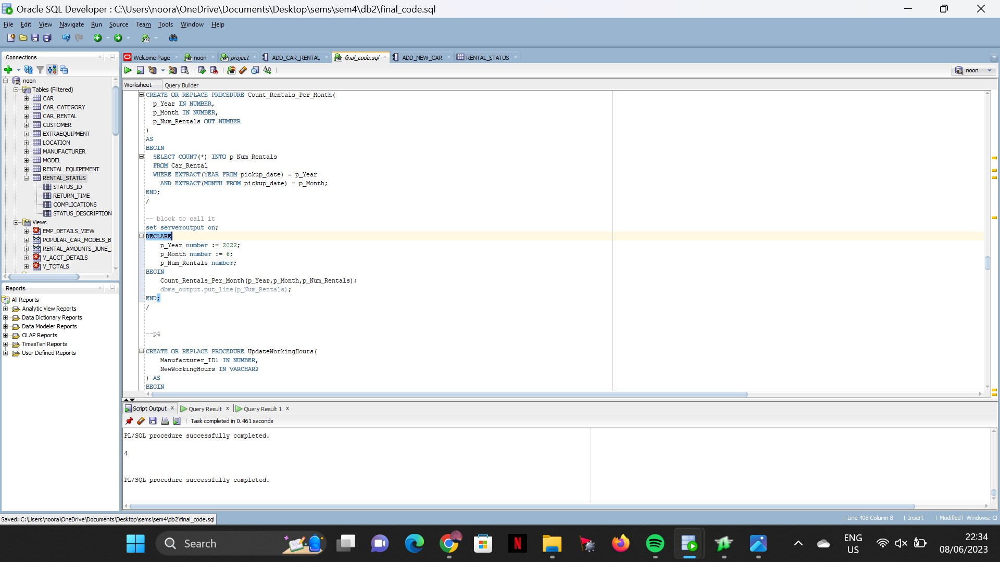 Oracle SQL Developer : C:\Users\noora\OneDrive\Documents\Desktop\sems\sem4\db2\final_code.sql
File Edit View Navigate Run Source Team Tools Window Help
Connections
Welcome Page
noon
project
ADD_CAR_RENTAL
final_code.sql
ADD_NEW_CAR
RENTAL_STATUS
noon
Worksheet
Query Builder
noon
Tables (Filtered)
CAR
CAR_CATEGORY
CAR_RENTAL
CUSTOMER
EXTRAEQUIPMENT
LOCATION
MANUFACTURER
MODEL
RENTAL_EQUIPEMENT
RENTAL_STATUS
STATUS_ID
RETURN_TIME
COMPLICATIONS
STATUS_DESCRIPTION
Views
EMP_DETAILS_VIEW
POPULAR_CAR_MODELS_B
RENTAL_AMOUNTS_JUNE_
V_ACCT_DETAILS
V_TOTALS
Reports
All Reports
Analytic View Reports
Data Dictionary Reports
Data Modeler Reports
OLAP Reports
TimesTen Reports
User Defined Reports
CREATE OR REPLACE PROCEDURE Count_Rentals_Per_Month(
p_Year IN NUMBER,
p_Month IN NUMBER,
p_Num_Rentals OUT NUMBER
)
AS
BEGIN
SELECT COUNT(*) INTO p_Num_Rentals
FROM Car_Rental
WHERE EXTRACT(YEAR FROM pickup_date) = p_Year
AND EXTRACT(MONTH FROM pickup_date) = p_Month;
END;
/
-- block to call it
set serveroutput on;
DECLARE
p_Year number := 2022;
p_Month number := 6;
p_Num_Rentals number;
BEGIN
Count_Rentals_Per_Month(p_Year,p_Month,p_Num_Rentals);
dbms_output.put_line(p_Num_Rentals);
END;
/
--p4
CREATE OR REPLACE PROCEDURE UpdateWorkingHours(
Manufacturer_ID1 IN NUMBER,
NewWorkingHours IN VARCHAR2
) AS
BEGIN
Script Output
Query Result
Query Result 1
Task completed in 0.461 seconds
PL/SQL procedure successfully completed.
4
PL/SQL procedure successfully completed.
Saved: C:\Users\noora\OneDrive\Documents\Desktop\sems\sem4\db2\final_code.sql
Line 408 Column 8 | Insert | Modified | Windows: CF
Search
ENG
US
22:34
08/06/2023